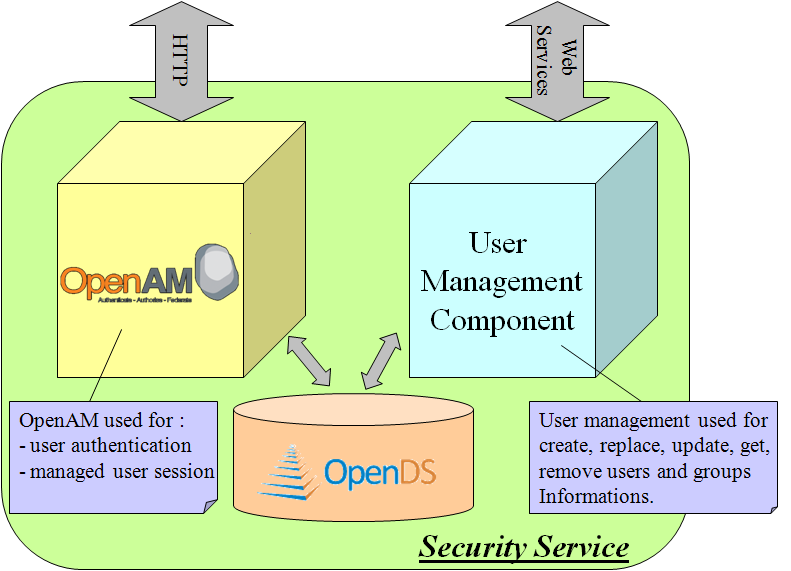 HTTP
Web
Services
OpenAM
Authenticate - Authorize - Federate
User
Management
Component
OpenAM used for :
- user authentication
- managed user session
OpenDS
User management used for
create, replace, update, get,
remove users and groups
Informations.
Security Service